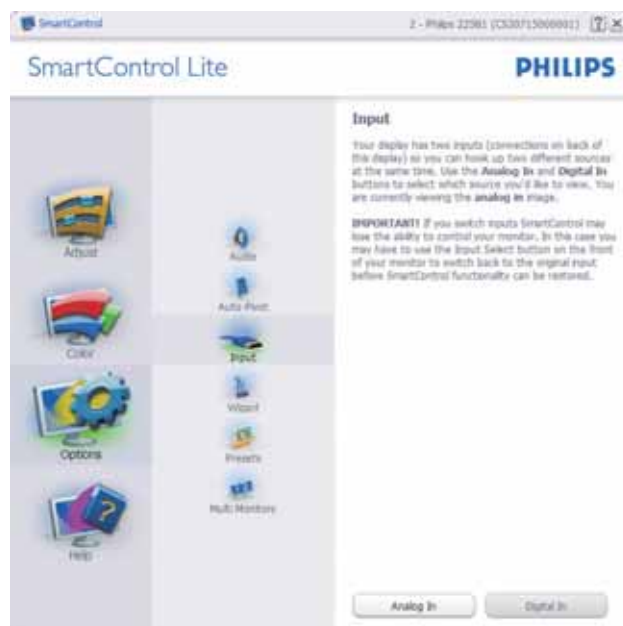 SmartControl
2 - Philips 225B1
SmartControl Lite
PHILIPS
Adjust
Color
Options
Help
Audio
Auto Pivot
Input
Wizard
Presets
Multi Monitors
Input
Your display has two inputs (connections on back of
this display) so you can hook up two different sources
at the same time. Use the Analog In and Digital In
buttons to select which source you'd like to view. You
are currently viewing the analog in image.
IMPORTANT! If you switch inputs SmartControl may
lose the ability to control your monitor. In this case you
may have to use the Input Select button on the front
of your monitor to switch back to the original input
before SmartControl functionality can be restored.
Analog In
Digital In